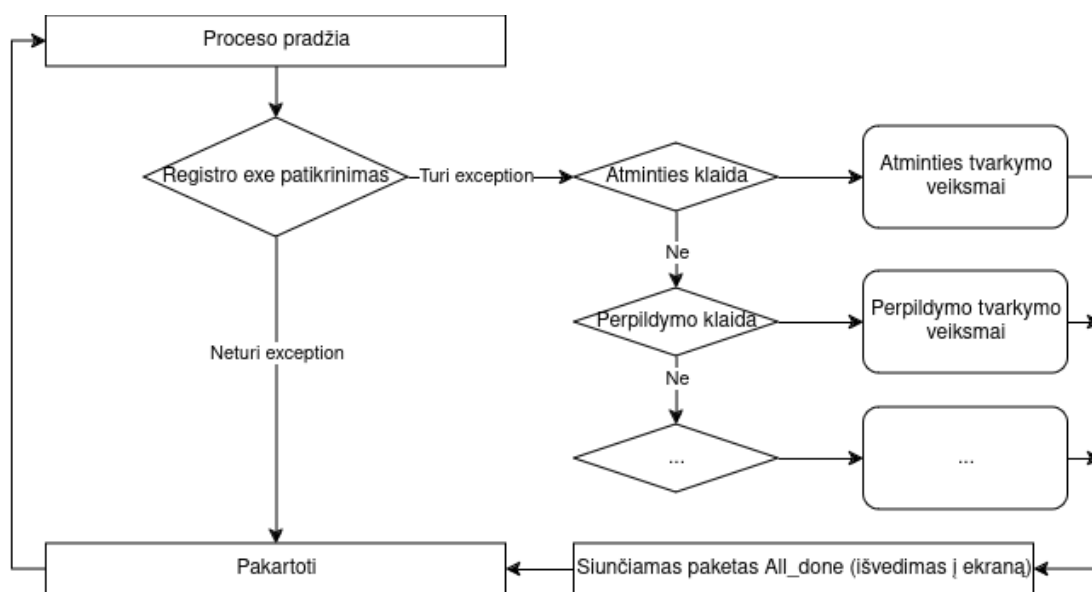 Proceso pradžia
Registro exe patikrinimas
Turi exception
Atminties klaida
Atminties tvarkymo
veiksmai
Ne
Perpildymo klaida
Perpildymo tvarkymo
veiksmai
Neturi exception
Ne
...
...
Pakartoti
Siunčiamas paketas All_done (išvedimas į ekraną)